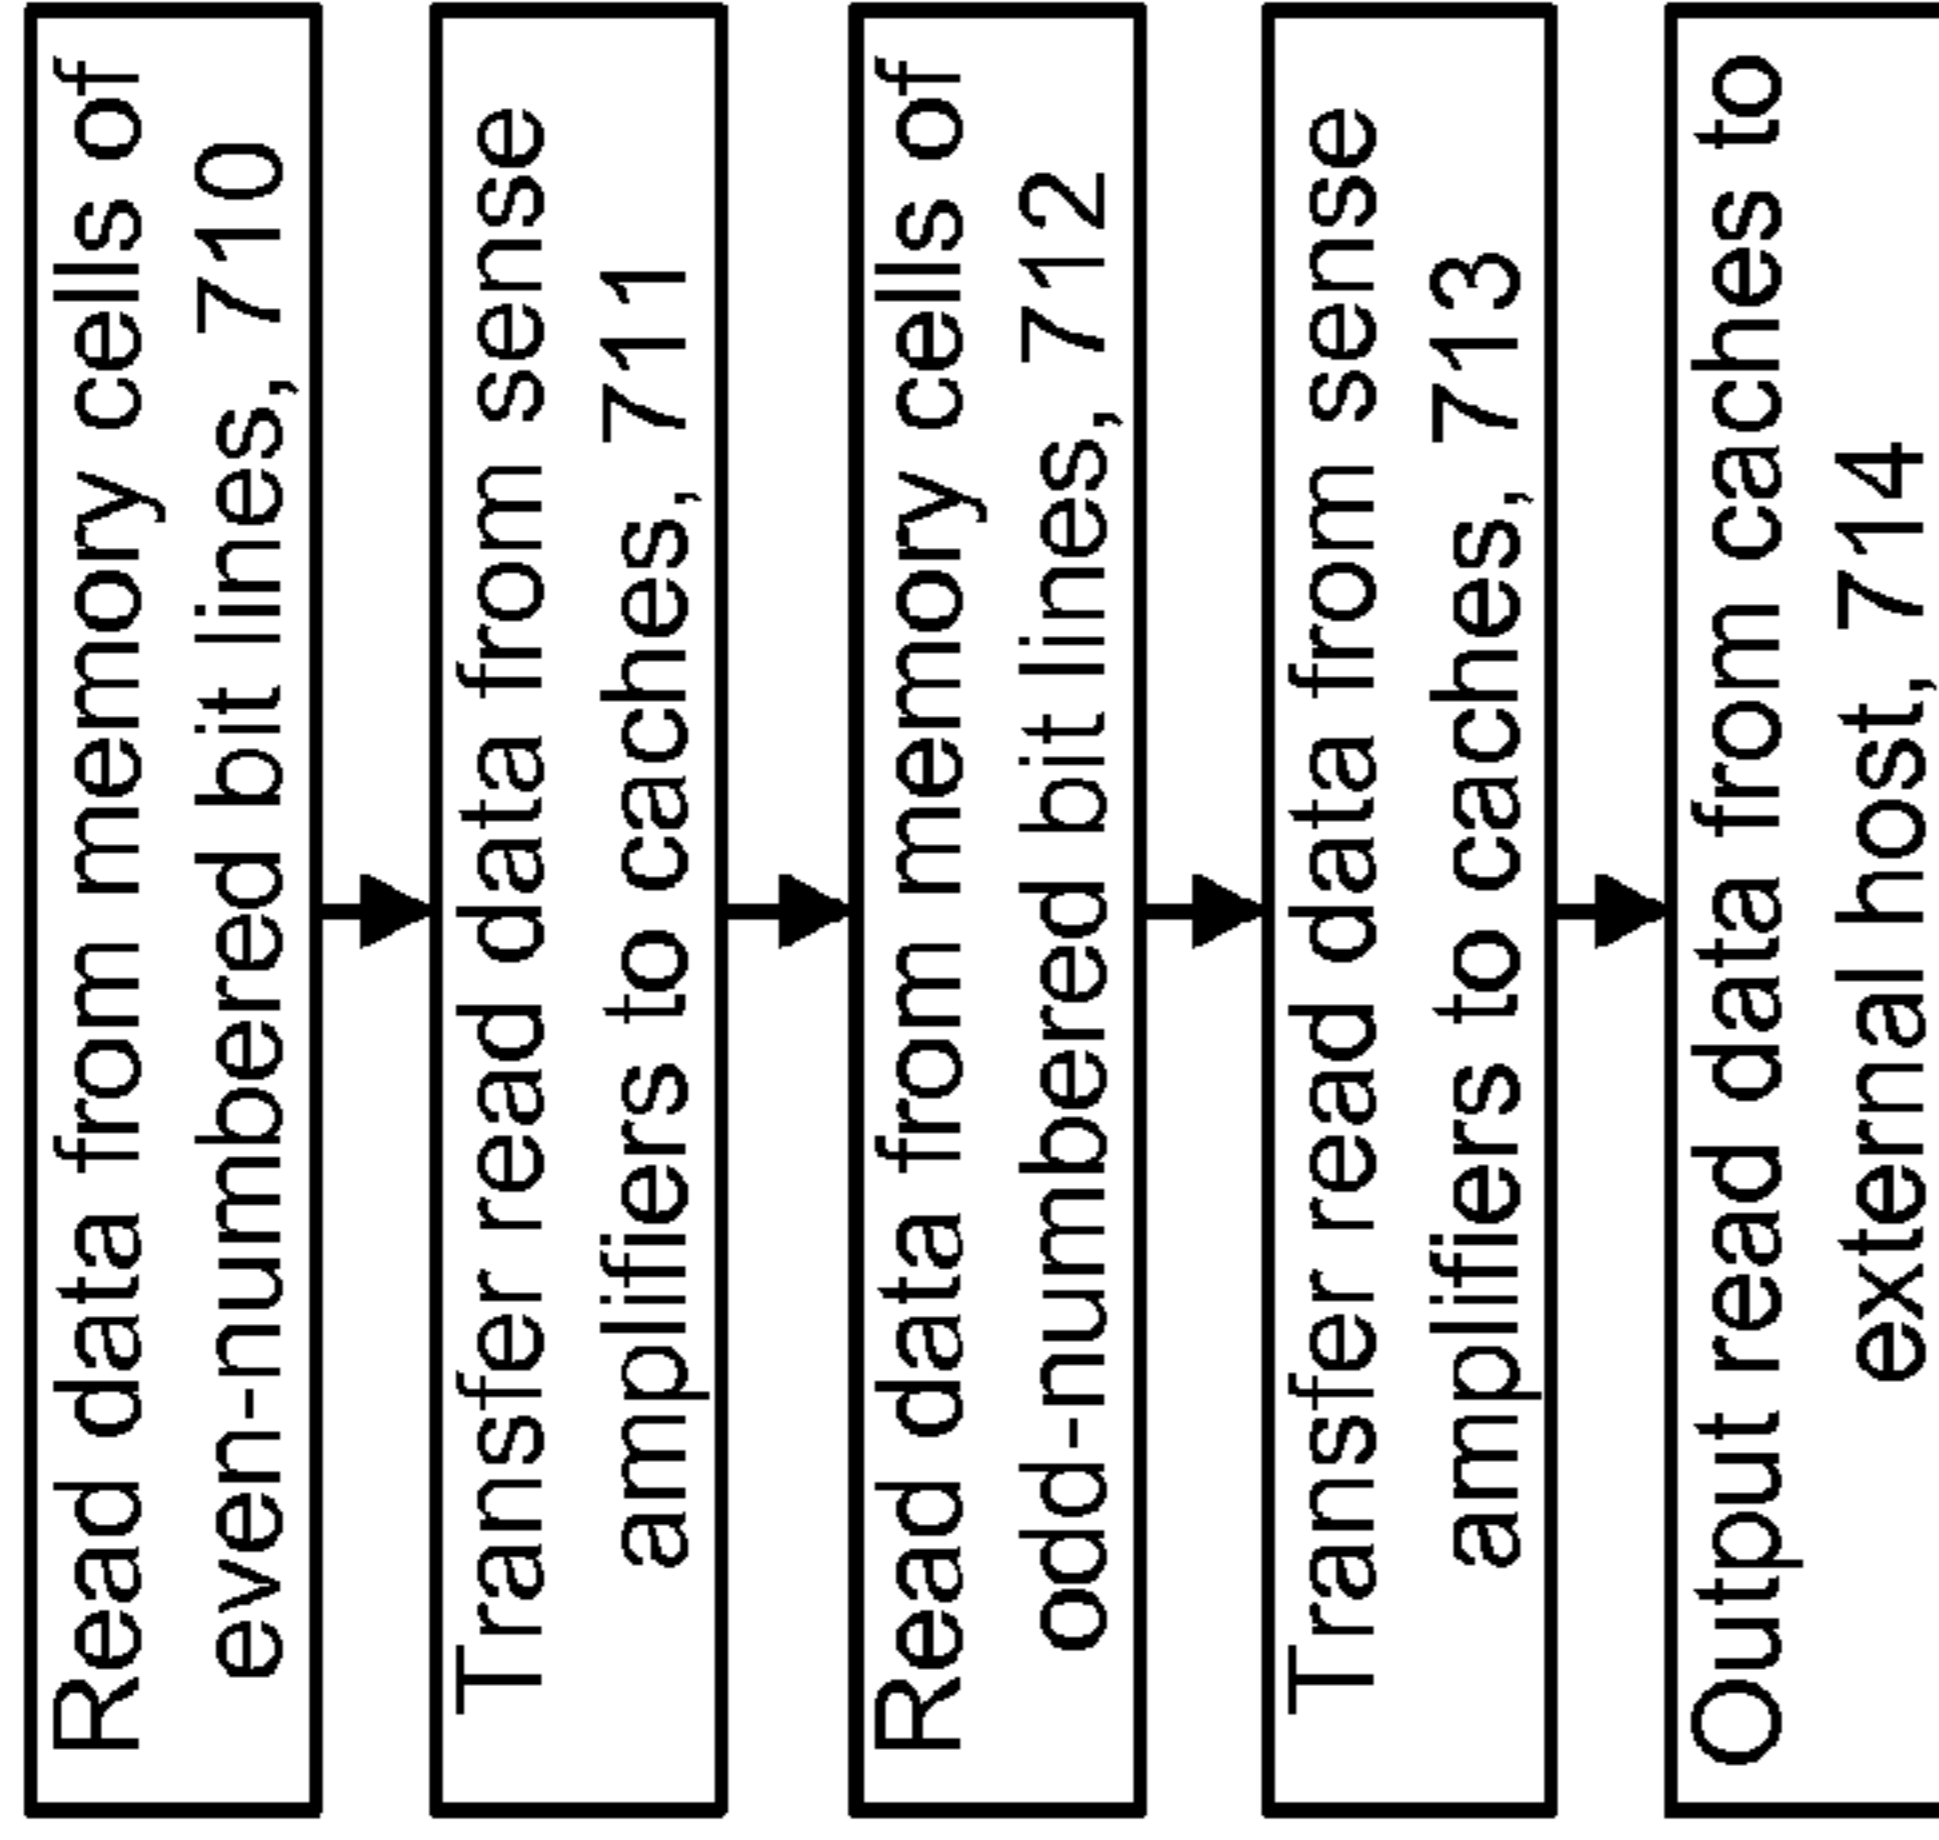 Read data from memory cells of
even-numbered bit lines, 710
Transfer read data from sense
amplifiers to caches, 711
Read data from memory cells of
odd-numbered bit lines, 712
Transfer read data from sense
amplifiers to caches, 713
Output read data from caches to
external host, 714